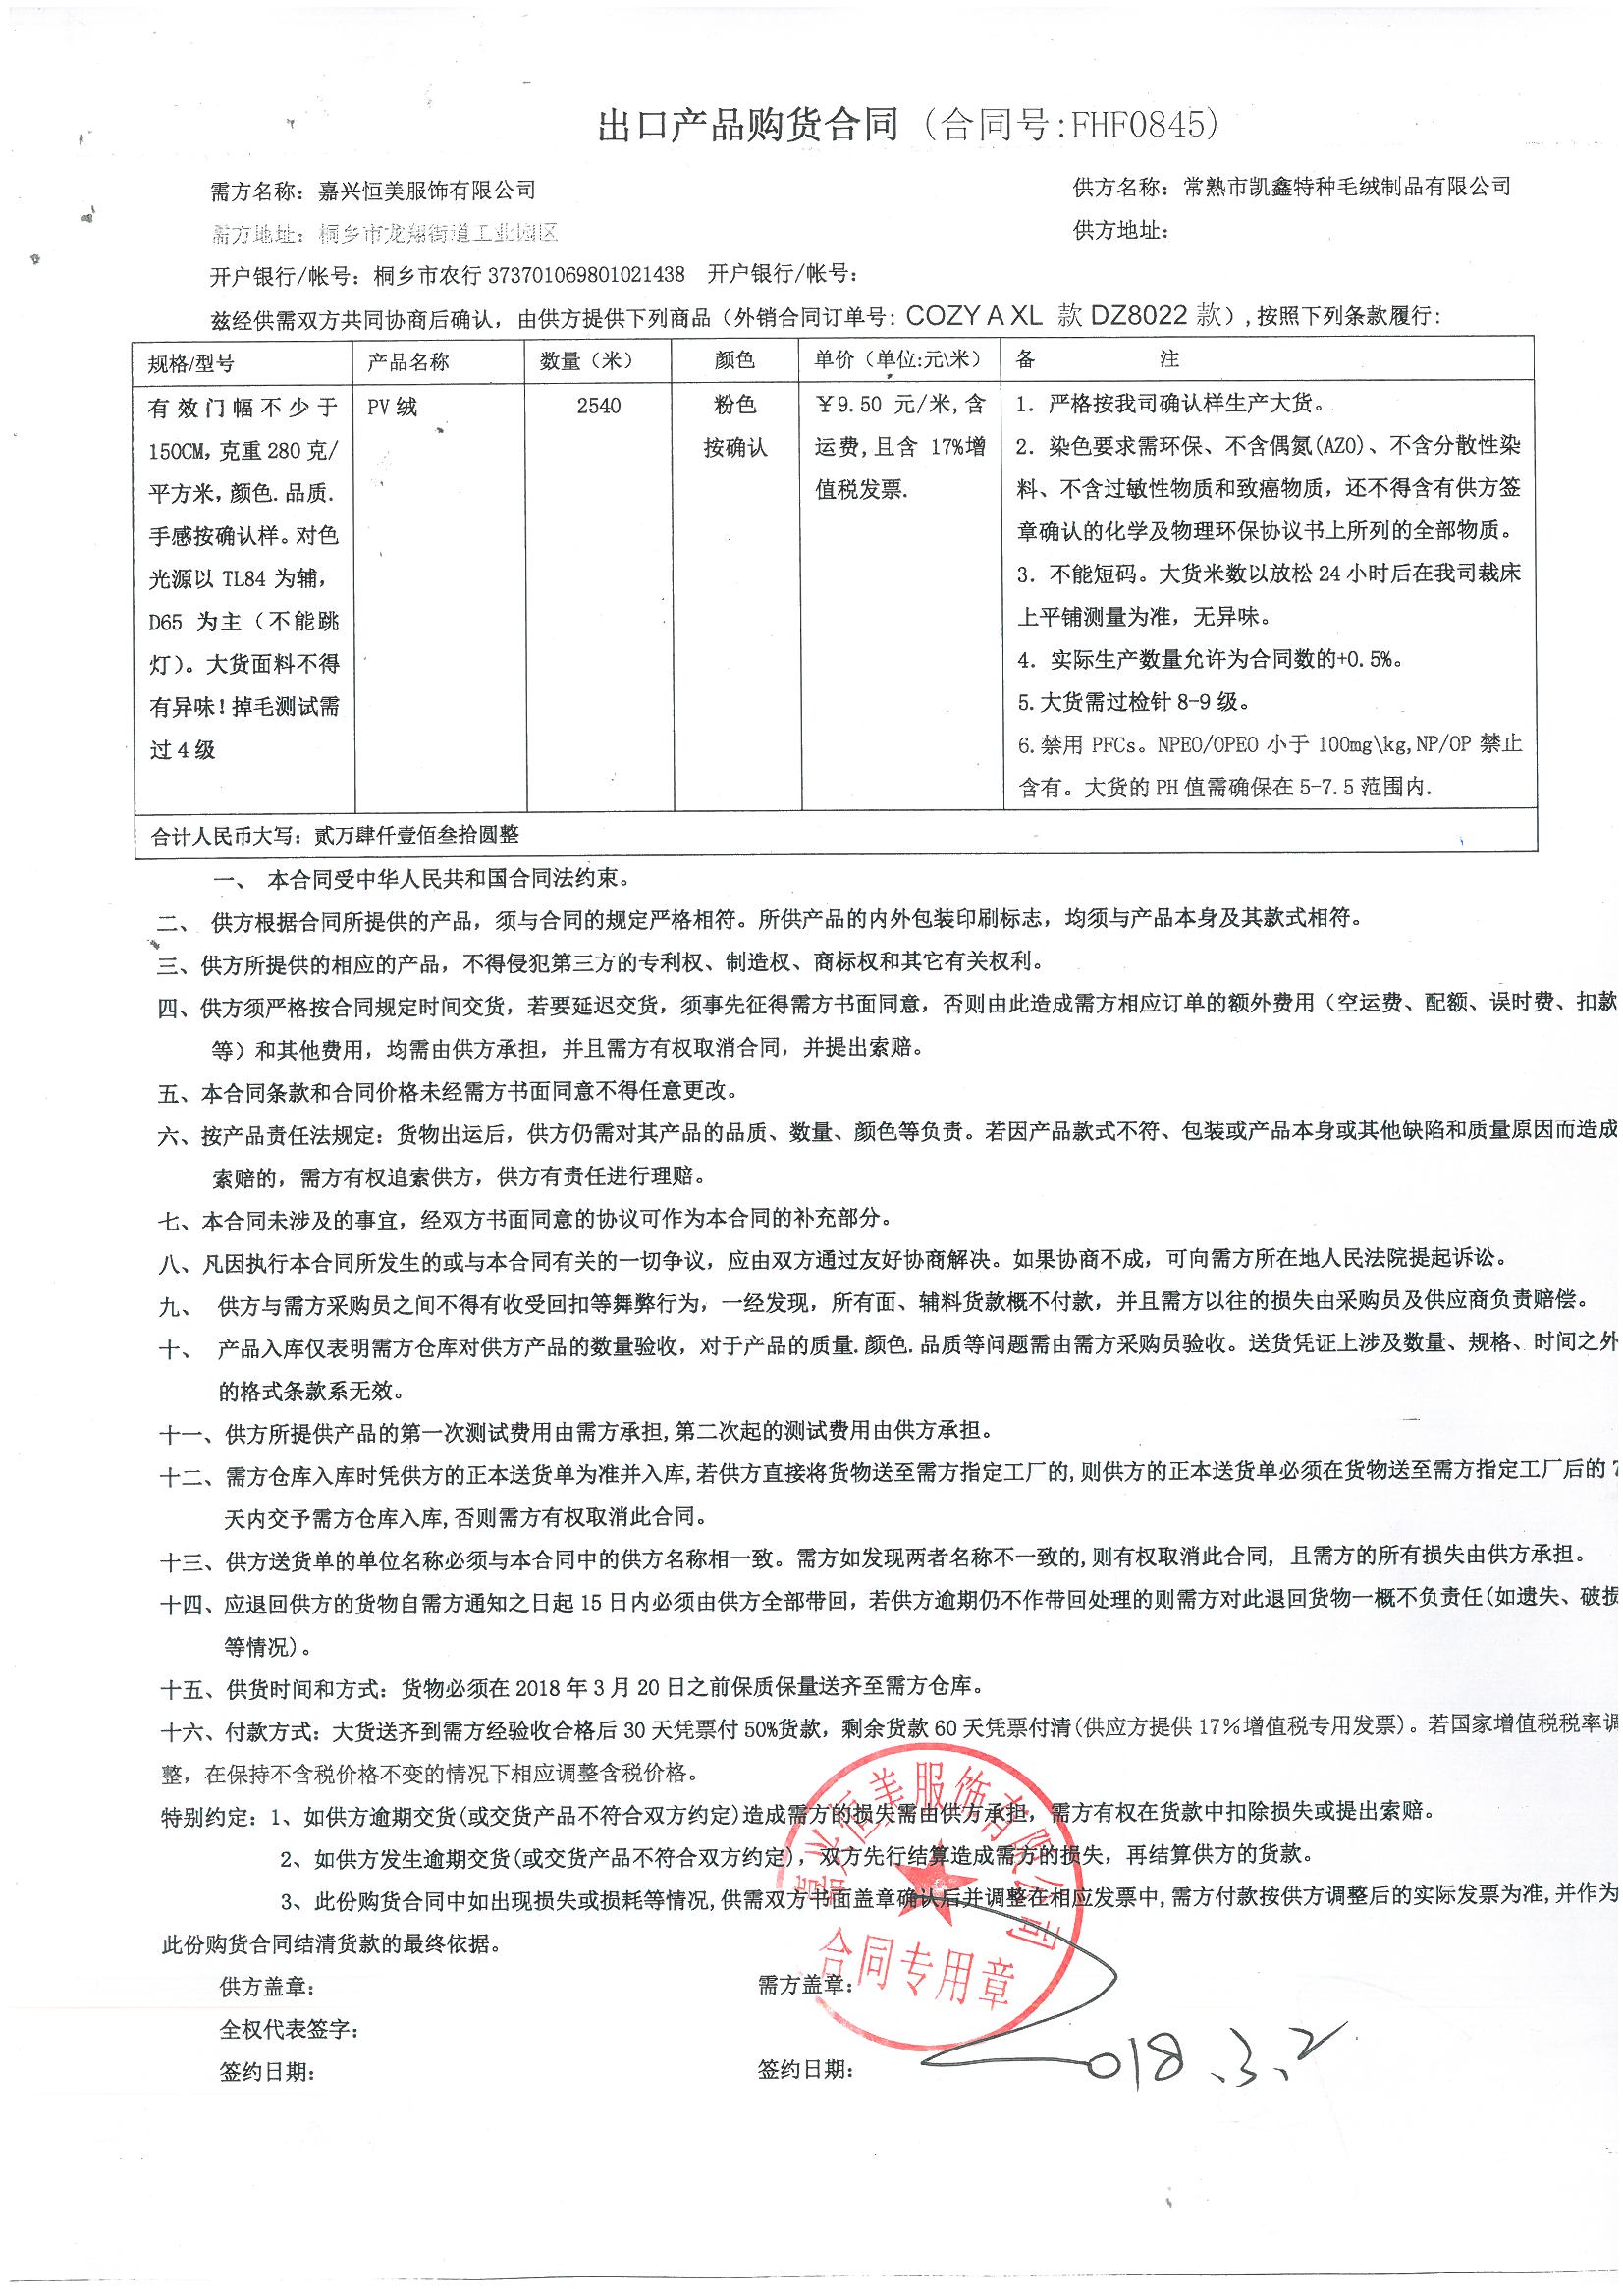 出口产品购货合同（合同号:FHF0845）
需方名称：嘉兴恒美服饰有限公司 供方名称：常熟市凯鑫特种毛绒制品有限公司
需方地址：桐乡市龙翔街道工业园区 供方地址：
开户银行/帐号：桐乡市农行 373701069801021438 开户银行/帐号：
兹经供需双方共同协商后确认，由供方提供下列商品（外销合同订单号：COZY A XL 款 DZ8022 款）,按照下列条款履行：
规格/型号 产品名称 数量（米） 颜色 单价（单位:元\米） 备 注
有效门幅不少于
150CM，克重 280 克/
平方米，颜色.品质.
手感按确认样。对色
光源以 TL84 为辅，
D65 为主（不能跳
灯）。大货面料不得
有异味！掉毛测试需
过 4 级
PV 绒
2540
粉色
按确认
￥9.50 元/米,含
运费,且含 17%增
值税发票.
1. 严格按我司确认样生产大货。
2. 染色要求需环保、不含偶氮(AZO)、不含分散性染
料、不含过敏性物质和致癌物质，还不得含有供方签
章确认的化学及物理环保协议书上所列的全部物质。
3. 不能短码。大货米数以放松 24 小时后在我司裁床
上平铺测量为准，无异味。
4. 实际生产数量允许为合同数的+0.5%。
5.大货需过检针 8-9 级。
6.禁用 PFCs。NPEO/OPEO 小于 100mg\kg,NP/OP 禁止
含有。大货的 PH 值需确保在 5-7.5 范围内.
合计人民币大写：贰万肆仟壹佰叁拾圆整
一、 本合同受中华人民共和国合同法约束。
二、 供方根据合同所提供的产品，须与合同的规定严格相符。所供产品的内外包装印刷标志，均须与产品本身及其款式相符。
三、供方所提供的相应的产品，不得侵犯第三方的专利权、制造权、商标权和其它有关权利。
四、供方须严格按合同规定时间交货，若要延迟交货，须事先征得需方书面同意，否则由此造成需方相应订单的额外费用（空运费、配额、误时费、扣款
等）和其他费用，均需由供方承担，并且需方有权取消合同，并提出索赔。
五、本合同条款和合同价格未经需方书面同意不得任意更改。
六、按产品责任法规定：货物出运后，供方仍需对其产品的品质、数量、颜色等负责。若因产品款式不符、包装或产品本身或其他缺陷和质量原因而造成
索赔的，需方有权追索供方，供方有责任进行理赔。
七、本合同未涉及的事宜，经双方书面同意的协议可作为本合同的补充部分。
八、凡因执行本合同所发生的或与本合同有关的一切争议，应由双方通过友好协商解决。如果协商不成，可向需方所在地人民法院提起诉讼。
九、 供方与需方采购员之间不得有收受回扣等舞弊行为，一经发现，所有面、辅料货款概不付款，并且需方以往的损失由采购员及供应商负责赔偿。
十、 产品入库仅表明需方仓库对供方产品的数量验收，对于产品的质量.颜色.品质等问题需由需方采购员验收。送货凭证上涉及数量、规格、时间之外
的格式条款系无效。
十一、供方所提供产品的第一次测试费用由需方承担,第二次起的测试费用由供方承担。
十二、需方仓库入库时凭供方的正本送货单为准并入库,若供方直接将货物送至需方指定工厂的,则供方的正本送货单必须在货物送至需方指定工厂后的 7
天内交予需方仓库入库,否则需方有权取消此合同。
十三、供方送货单的单位名称必须与本合同中的供方名称相一致。需方如发现两者名称不一致的,则有权取消此合同, 且需方的所有损失由供方承担。
十四、应退回供方的货物自需方通知之日起 15 日内必须由供方全部带回，若供方逾期仍不作带回处理的则需方对此退回货物一概不负责任(如遗失、破损
等情况)。
十五、供货时间和方式：货物必须在 2018 年 3 月 20 日之前保质保量送齐至需方仓库。
十六、付款方式：大货送齐到需方经验收合格后 30 天凭票付 50%货款，剩余货款 60 天凭票付清(供应方提供 17%增值税专用发票)。若国家增值税税率调
整，在保持不含税价格不变的情况下相应调整含税价格。
特别约定：1、如供方逾期交货(或交货产品不符合双方约定)造成需方的损失需由供方承担，需方有权在货款中扣除损失或提出索赔。
2、如供方发生逾期交货(或交货产品不符合双方约定)，双方先行结算造成需方的损失，再结算供方的货款。
3、此份购货合同中如出现损失或损耗等情况,供需双方书面盖章确认后并调整在相应发票中,需方付款按供方调整后的实际发票为准,并作为
此份购货合同结清货款的最终依据。
嘉兴恒美服饰有限公司
合同专用章
供方盖章： 需方盖章：
全权代表签字：
签约日期： 签约日期： 2018.3.2